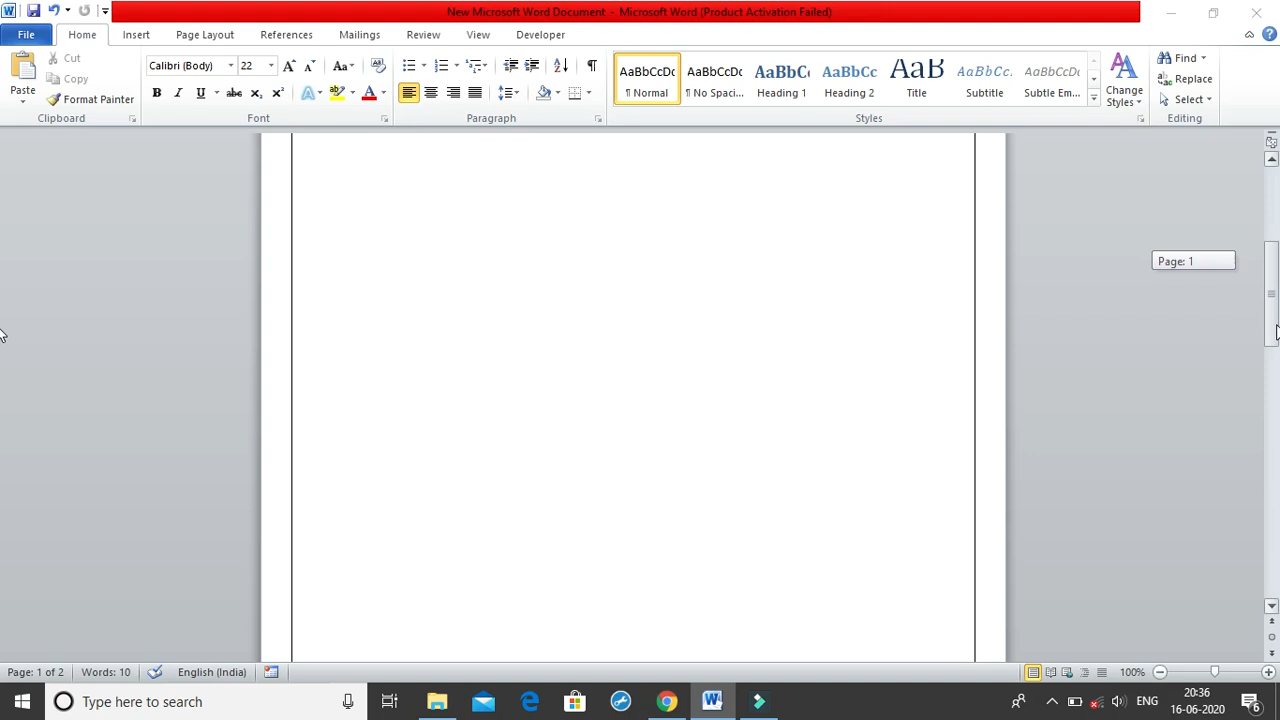 New Microsoft Word Document - Microsoft Word (Product Activation Failed)
File Home Insert Page Layout References Mailings Review View Developer
Paste
Cut
Copy
Format Painter
Clipboard
Calibri (Body) 22
Font
Paragraph
AaBbCcDc AaBbCcDc AaBbCc AaBbCc AaB AaBbCc. AaBbCcDc
¶ Normal ¶ No Spaci... Heading 1 Heading 2 Title Subtitle Subtle Em...
Styles
Change
Styles
Find
Replace
Select
Editing
Page: 1
Page: 1 of 2 Words: 10 English (India) 100%
Type here to search
ENG
20:36
16-06-2020
6